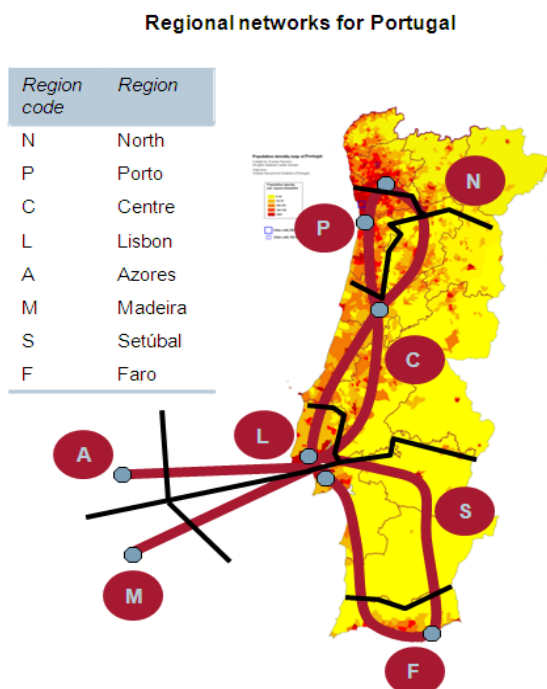 Regional networks for Portugal
Region code Region
N North
P Porto
C Centre
L Lisbon
A Azores
M Madeira
S Setúbal
F Faro
Population density map of Portugal
N
P
C
L
A
S
M
F